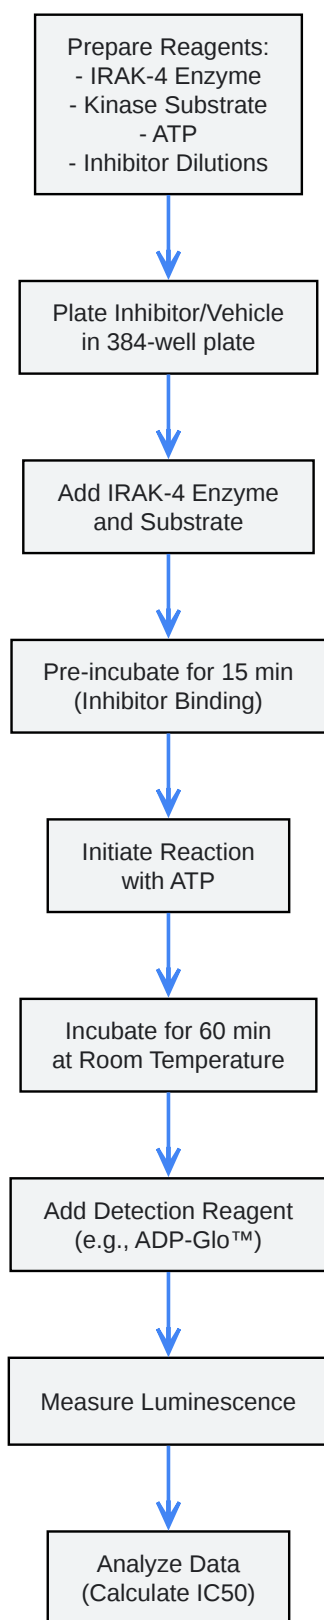 Prepare Reagents:
- IRAK-4 Enzyme
- Kinase Substrate
- ATP
- Inhibitor Dilutions
Plate Inhibitor/Vehicle
in 384-well plate
Add IRAK-4 Enzyme
and Substrate
Pre-incubate for 15 min
(Inhibitor Binding)
Initiate Reaction
with ATP
Incubate for 60 min
at Room Temperature
Add Detection Reagent
(e.g., ADP-Glo™)
Measure Luminescence
Analyze Data
(Calculate IC50)